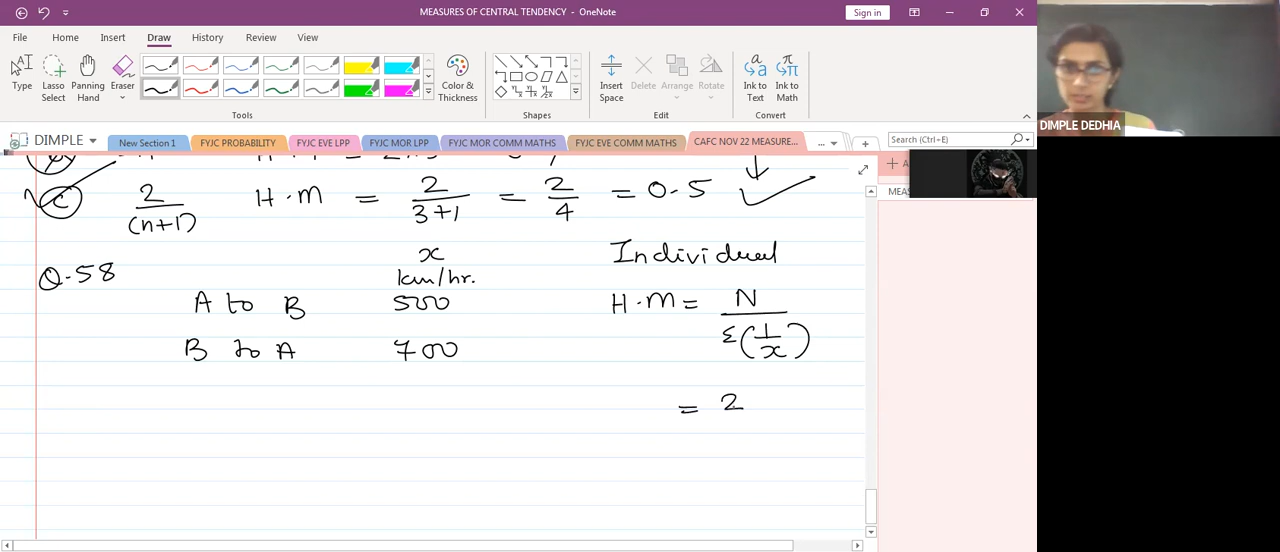 MEASURES OF CENTRAL TENDENCY - OneNote
Sign in
File Home Insert Draw History Review View
Type
Lasso Select
Panning Hand
Eraser
Color & Thickness
Insert Space
Delete
Arrange
Rotate
Ink to Text
Ink to Math
Tools
Shapes
Edit
Convert
DIMPLE
New Section 1
FYJC PROBABILITY
FYJC EVE LPP
FYJC MOR LPP
FYJC MOR COMM MATHS
FYJC EVE COMM MATHS
CAFC NOV 22 MEASURE...
Search (Ctrl+E)
DIMPLE DEDHIA
MEAS
C 2/(n+1) H.M = 2/(3+1) = 2/4 = 0.5
Q.58 x km/hr. Individual
A to B 500 H.M = N/Σ(1/x)
B to A 700
= 2